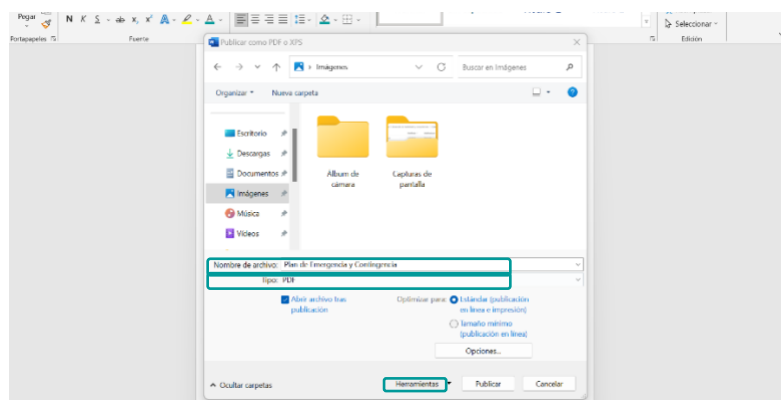 Pegar
N K S ab x, x² A A
Seleccionar
Portapapeles
Fuente
Edición
Publicar como PDF o XPS
Imágenes
Buscar en Imágenes
Organizar
Nueva carpeta
Escritorio
Descargas
Documentos
Imágenes
Música
Vídeos
Álbum de
cámara
Capturas de
pantalla
Nombre de archivo: Plan de Emergencia y Contingencia
Tipo: PDF
Abrir archivo tras
publicación
Optimizar para:
Estándar (publicación
en línea e impresión)
Tamaño mínimo
(publicación en línea)
Opciones...
Ocultar carpetas
Herramientas
Publicar
Cancelar